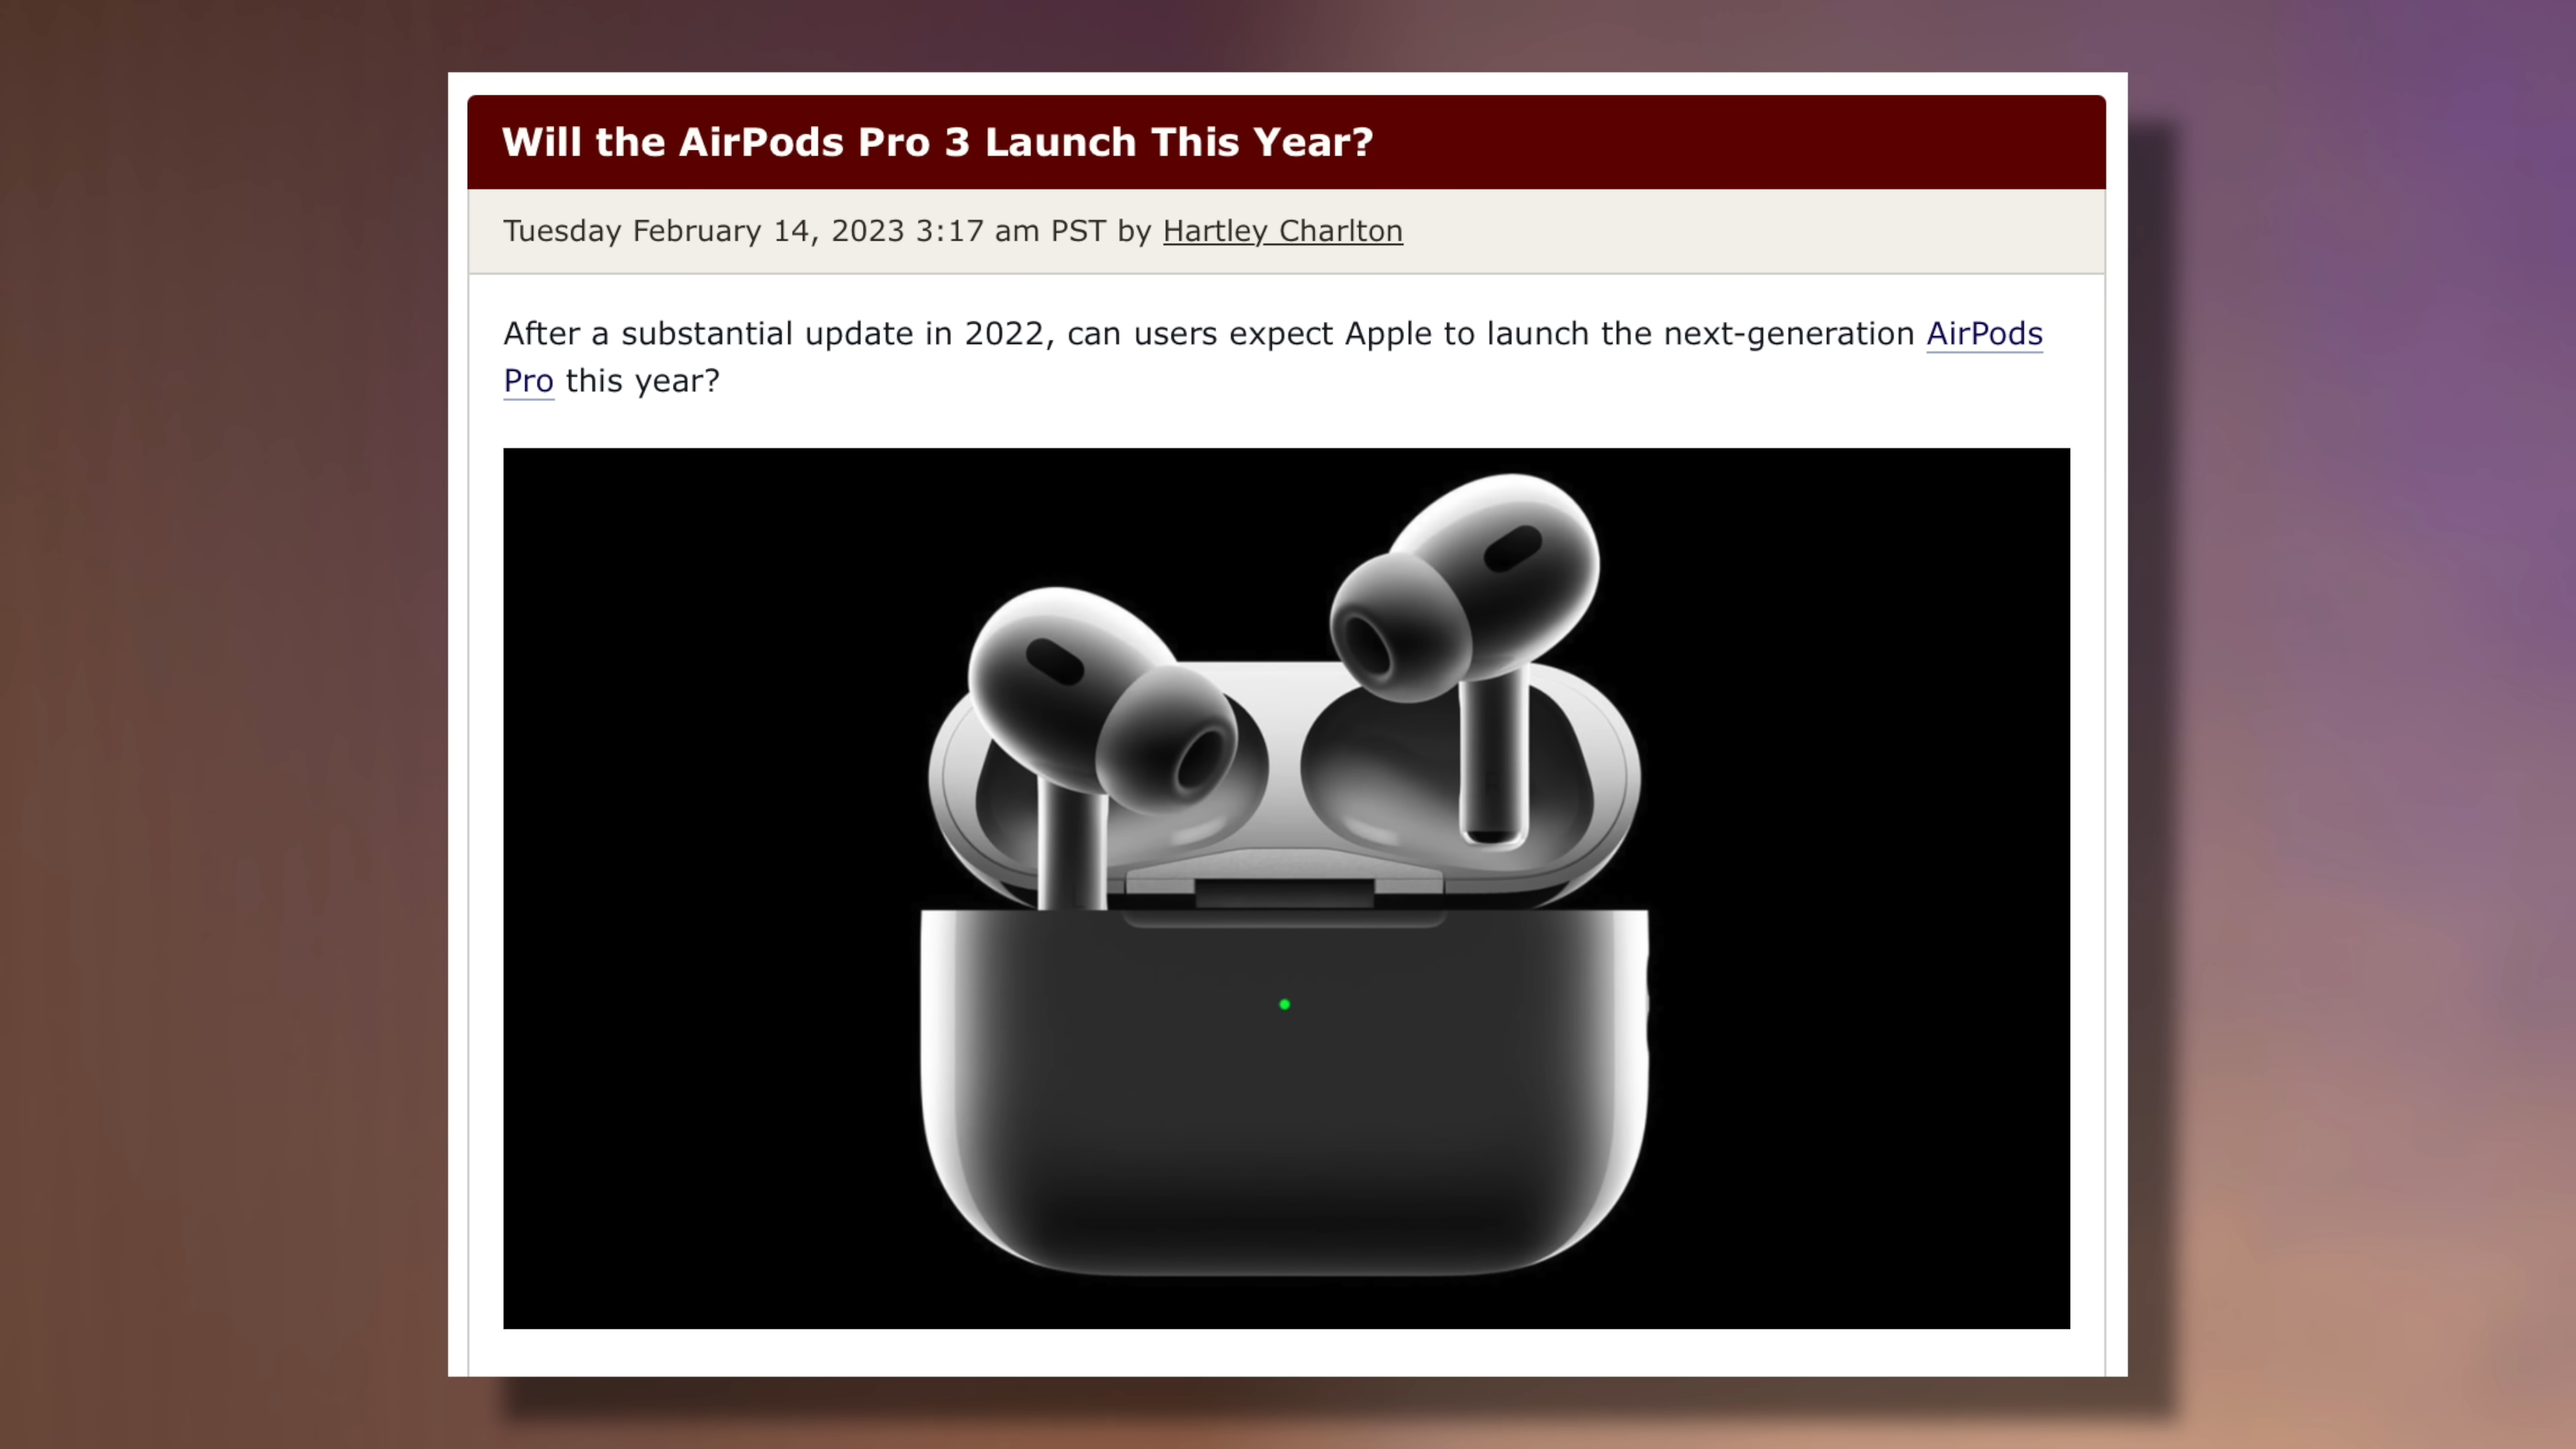 Will the AirPods Pro 3 Launch This Year?
Tuesday February 14, 2023 3:17 am PST by Hartley Charlton
After a substantial update in 2022, can users expect Apple to launch the next-generation AirPods
Pro this year?